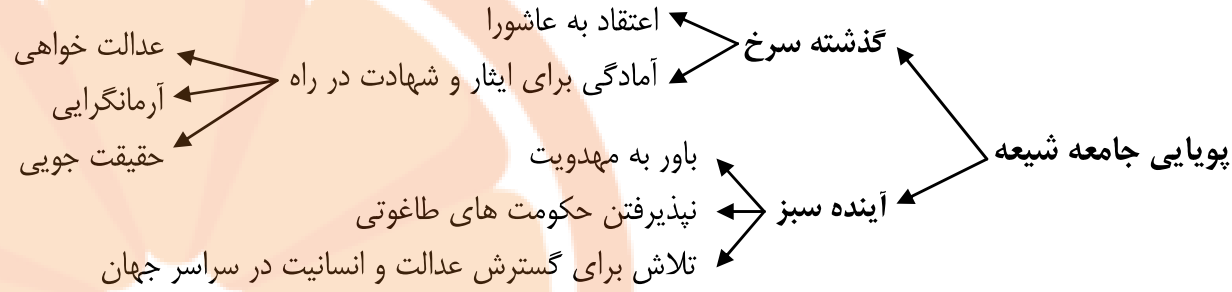 پویایی جامعه شیعه
گذشته سرخ
اعتقاد به عاشورا
آمادگی برای ایثار و شهادت در راه
عدالت خواهی
آرمانگرایی
حقیقت جویی
آینده سبز
باور به مهدویت
نپذیرفتن حکومت های طاغوتی
تلاش برای گسترش عدالت و انسانیت در سراسر جهان